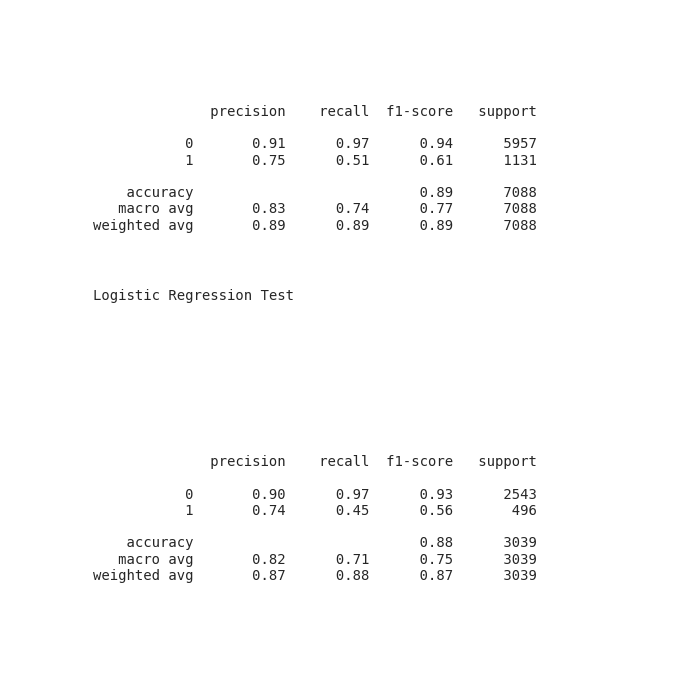 precision    recall  f1-score   support
0       0.91      0.97      0.94      5957
1       0.75      0.51      0.61      1131
accuracy                           0.89      7088
macro avg       0.83      0.74      0.77      7088
weighted avg       0.89      0.89      0.89      7088
Logistic Regression Test
precision    recall  f1-score   support
0       0.90      0.97      0.93      2543
1       0.74      0.45      0.56       496
accuracy                           0.88      3039
macro avg       0.82      0.71      0.75      3039
weighted avg       0.87      0.88      0.87      3039